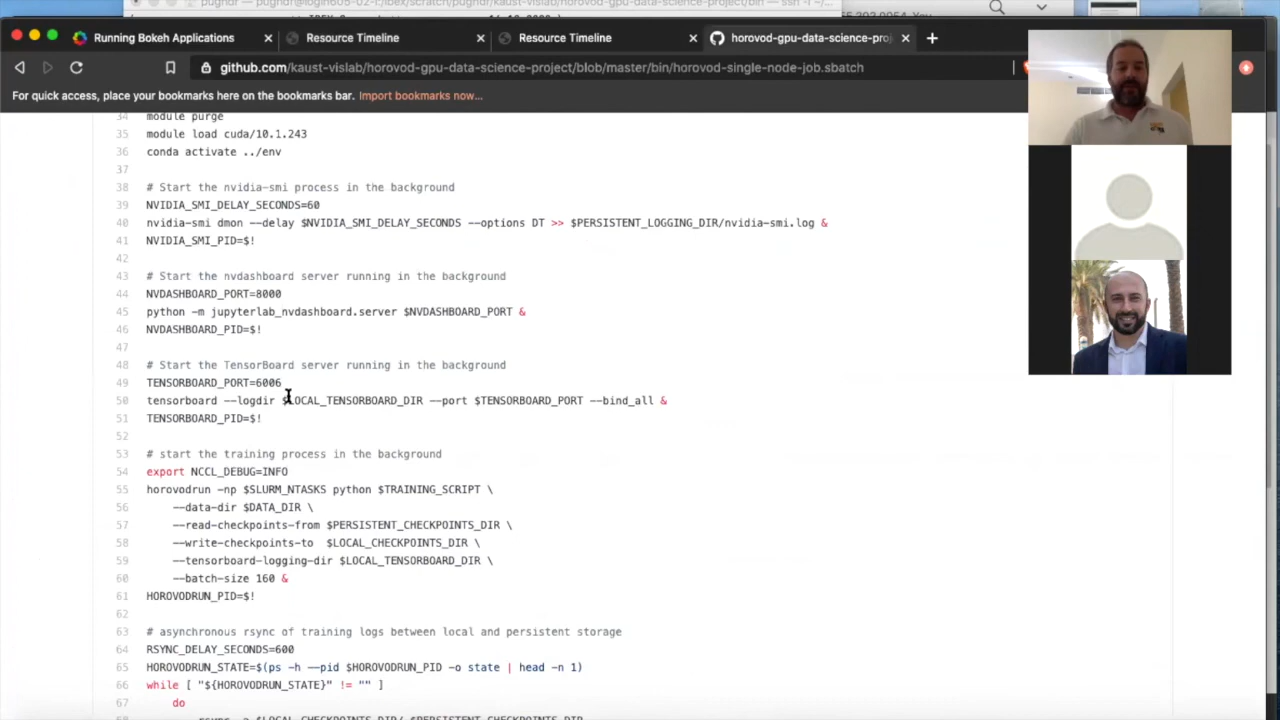 Running Bokeh Applications
Resource Timeline
Resource Timeline
horovod-gpu-data-science-proj
github.com/kaust-vislab/horovod-gpu-data-science-project/blob/master/bin/horovod-single-node-job.sbatch
For quick access, place your bookmarks here on the bookmarks bar. Import bookmarks now...
34 module purge
35 module load cuda/10.1.243
36 conda activate ../env
37
38 # Start the nvidia-smi process in the background
39 NVIDIA_SMI_DELAY_SECONDS=60
40 nvidia-smi dmon --delay $NVIDIA_SMI_DELAY_SECONDS --options DT >> $PERSISTENT_LOGGING_DIR/nvidia-smi.log &
41 NVIDIA_SMI_PID=$!
42
43 # Start the nvdashboard server running in the background
44 NVDASHBOARD_PORT=8000
45 python -m jupyterlab_nvdashboard.server $NVDASHBOARD_PORT &
46 NVDASHBOARD_PID=$!
47
48 # Start the TensorBoard server running in the background
49 TENSORBOARD_PORT=6006
50 tensorboard --logdir $LOCAL_TENSORBOARD_DIR --port $TENSORBOARD_PORT --bind_all &
51 TENSORBOARD_PID=$!
52
53 # start the training process in the background
54 export NCCL_DEBUG=INFO
55 horovodrun -np $SLURM_NTASKS python $TRAINING_SCRIPT \
56 --data-dir $DATA_DIR \
57 --read-checkpoints-from $PERSISTENT_CHECKPOINTS_DIR \
58 --write-checkpoints-to $LOCAL_CHECKPOINTS_DIR \
59 --tensorboard-logging-dir $LOCAL_TENSORBOARD_DIR \
60 --batch-size 160 &
61 HOROVODRUN_PID=$!
62
63 # asynchronous rsync of training logs between local and persistent storage
64 RSYNC_DELAY_SECONDS=600
65 HOROVODRUN_STATE=$(ps -h --pid $HOROVODRUN_PID -o state | head -n 1)
66 while [ "${HOROVODRUN_STATE}" != "" ]
67 do